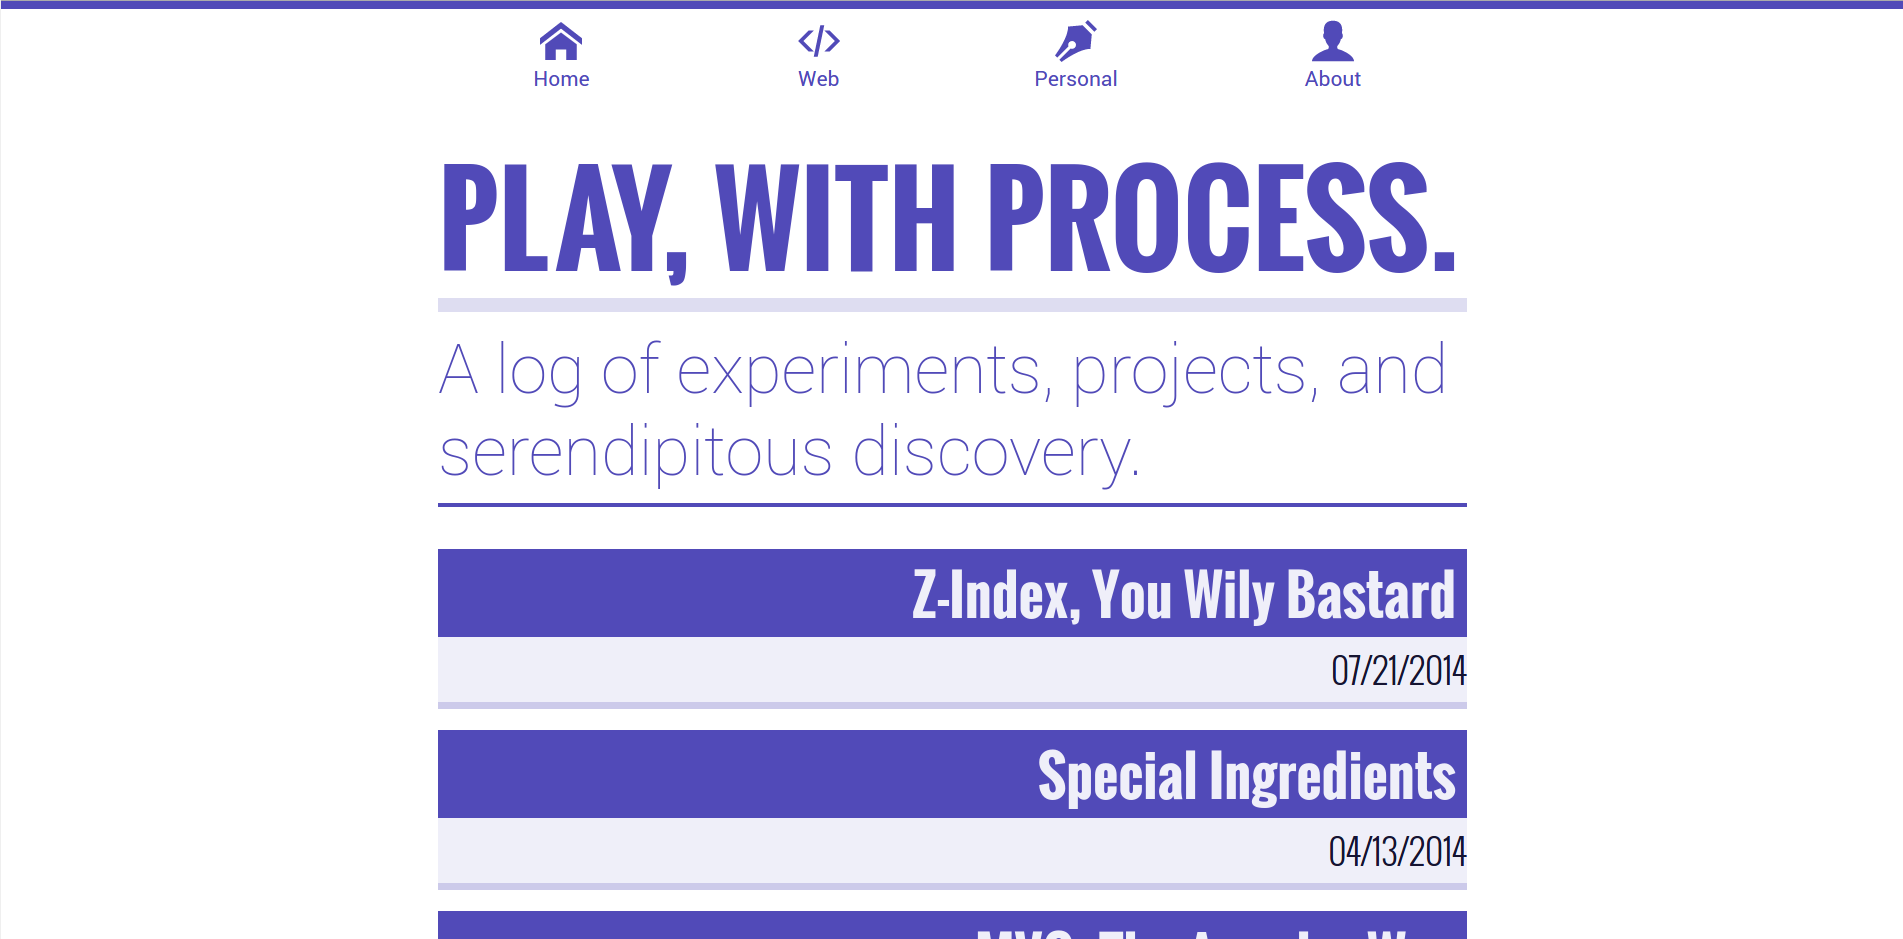 Home
Web
Personal
About
PLAY, WITH PROCESS.
A log of experiments, projects, and
serendipitous discovery.
Z-Index, You Wily Bastard
07/21/2014
Special Ingredients
04/13/2014